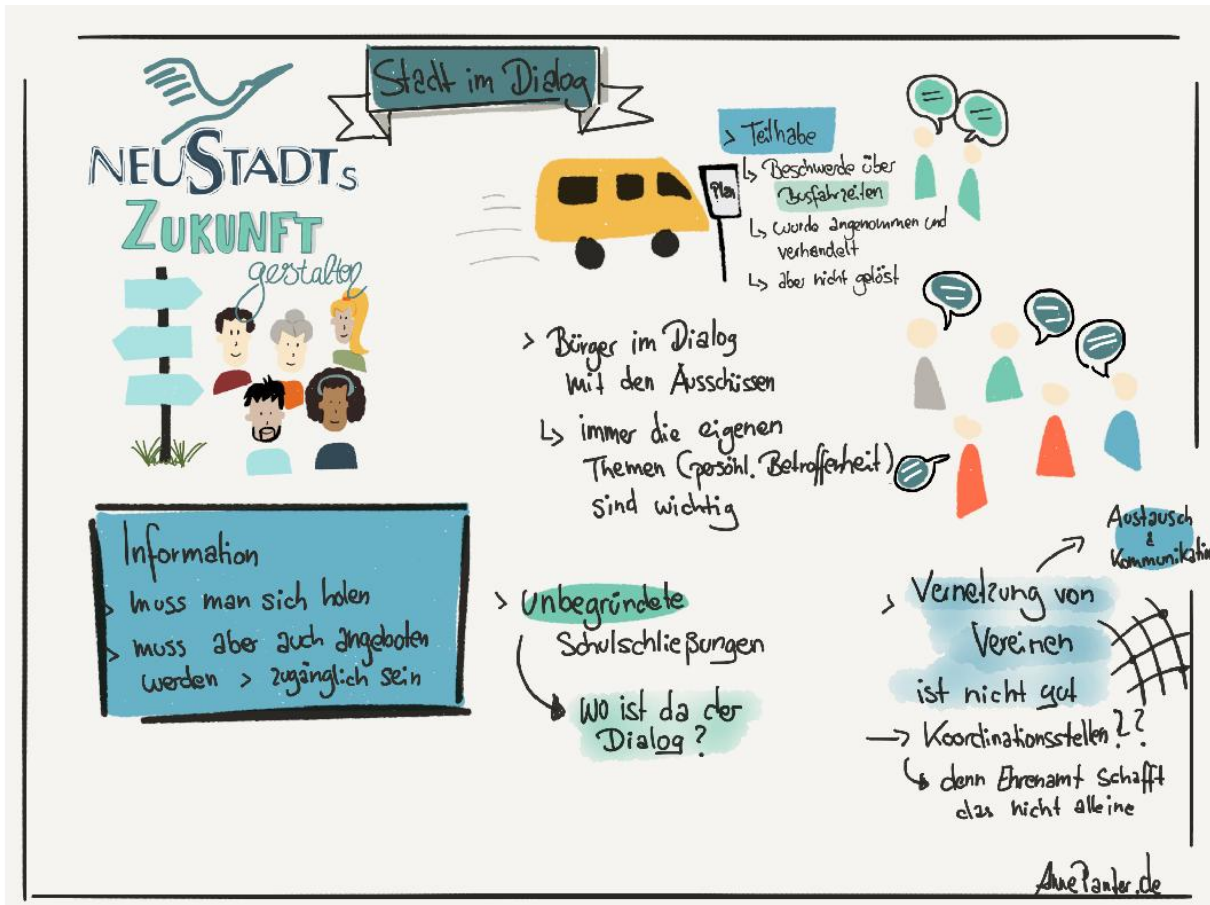 Stadt im Dialog
NEUSTADTs
ZUKUNFT
gestalten
> Teilhabe
↳ Beschwerde über
Busfahrzeiten
↳ wurde angenommen und
verhandelt
↳ aber nicht gelöst
Plan
> Bürger im Dialog
mit den Ausschüssen
↳ immer die eigenen
Themen (persönl. Betroffenheit)
sind wichtig
Information
> muss man sich holen
> muss aber auch angeboten
werden > zugänglich sein
> Unbegründete
Schulschließungen
Wo ist da der
Dialog?
Austausch
&
Kommunikation
> Vernetzung von
Vereinen
ist nicht gut
→ Koordinationsstellen??
↳ denn Ehrenamt schafft
das nicht alleine
AnnePanter.de